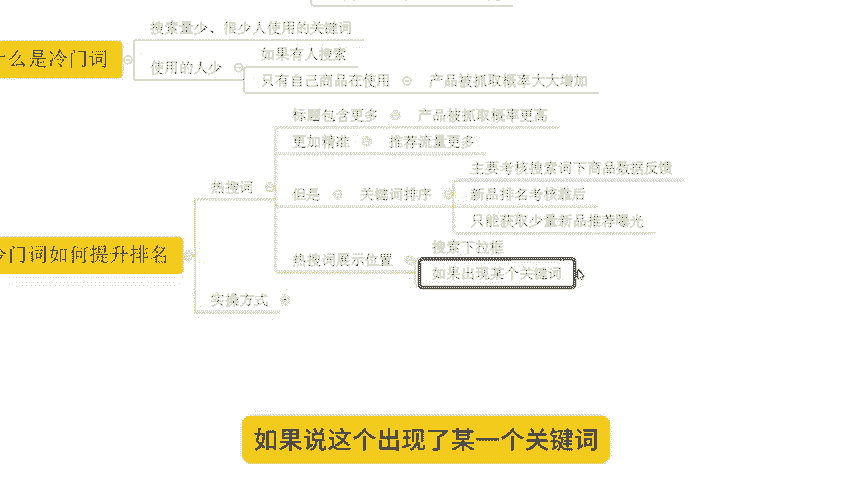 搜索量少、很少人使用的关键词
什么是冷门词
使用的人少
如果有人搜索
只有自己商品在使用
产品被抓取概率大大增加
冷门词如何提升排名
热搜词
标题包含更多
产品被抓取概率更高
更加精准
推荐流量更多
但是
关键词排序
主要考核搜索词下商品数据反馈
新品排名考核靠后
只能获取少量新品推荐曝光
热搜词展示位置
搜索下拉框
如果出现某个关键词
实操方式
如果说这个出现了某一个关键词